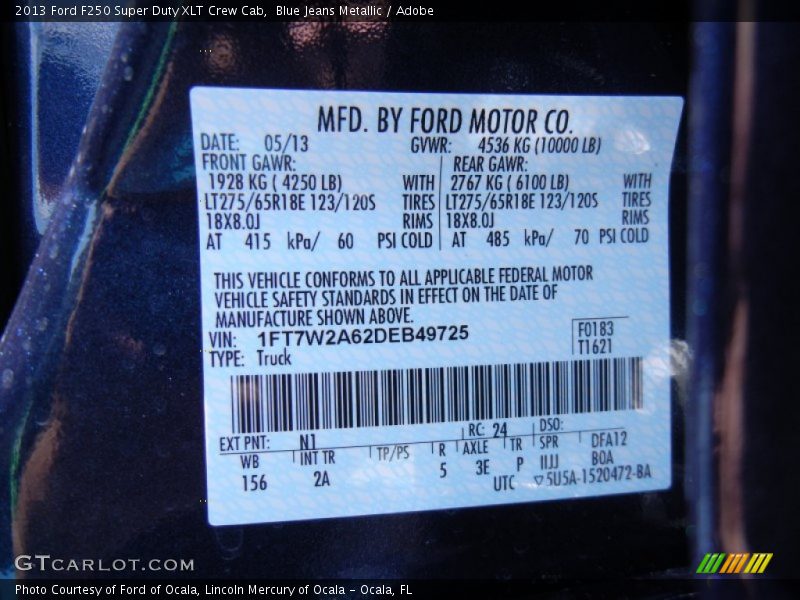 2013 Ford F250 Super Duty XLT Crew Cab, Blue Jeans Metallic / Adobe
MFD. BY FORD MOTOR CO.
DATE: 05/13 GVWR: 4536 KG (10000 LB)
FRONT GAWR: REAR GAWR:
1928 KG ( 4250 LB) WITH 2767 KG ( 6100 LB) WITH
LT275/65R18E 123/120S TIRES LT275/65R18E 123/120S TIRES
18X8.0J RIMS 18X8.0J RIMS
AT 415 kPa/ 60 PSI COLD AT 485 kPa/ 70 PSI COLD
THIS VEHICLE CONFORMS TO ALL APPLICABLE FEDERAL MOTOR
VEHICLE SAFETY STANDARDS IN EFFECT ON THE DATE OF
MANUFACTURE SHOWN ABOVE.
VIN: 1FT7W2A62DEB49725 F0183
TYPE: Truck T1621
EXT PNT: N1 RC: 24 DSO:
WB INT TR TP/PS R AXLE TR SPR DFA12
156 2A 5 3E P IIJJ BOA
UTC ▽5U5A-1520472-BA
GTCARLOT.COM
Photo Courtesy of Ford of Ocala, Lincoln Mercury of Ocala - Ocala, FL